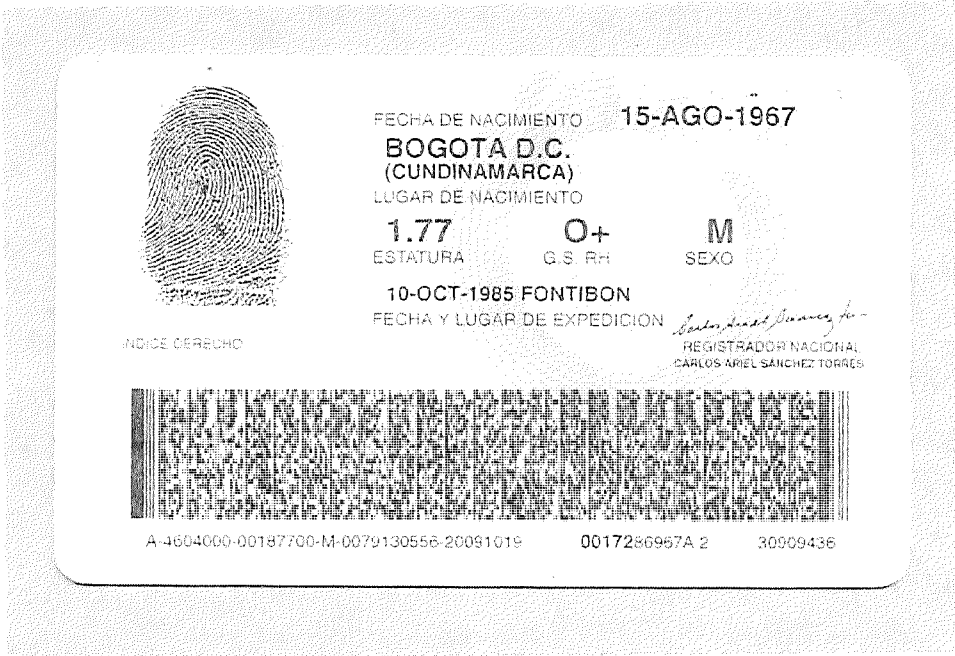 FECHA DE NACIMIENTO 15-AGO-1967
BOGOTA D.C.
(CUNDINAMARCA)
LUGAR DE NACIMIENTO
1.77 O+ M
ESTATURA G.S. RH SEXO
10-OCT-1985 FONTIBON
FECHA Y LUGAR DE EXPEDICION
INDICE DERECHO
REGISTRADOR NACIONAL
CARLOS ARIEL SANCHEZ TORRES
A-4604000-00187700-M-0079130556-20091019 0017286967A 2 30909436